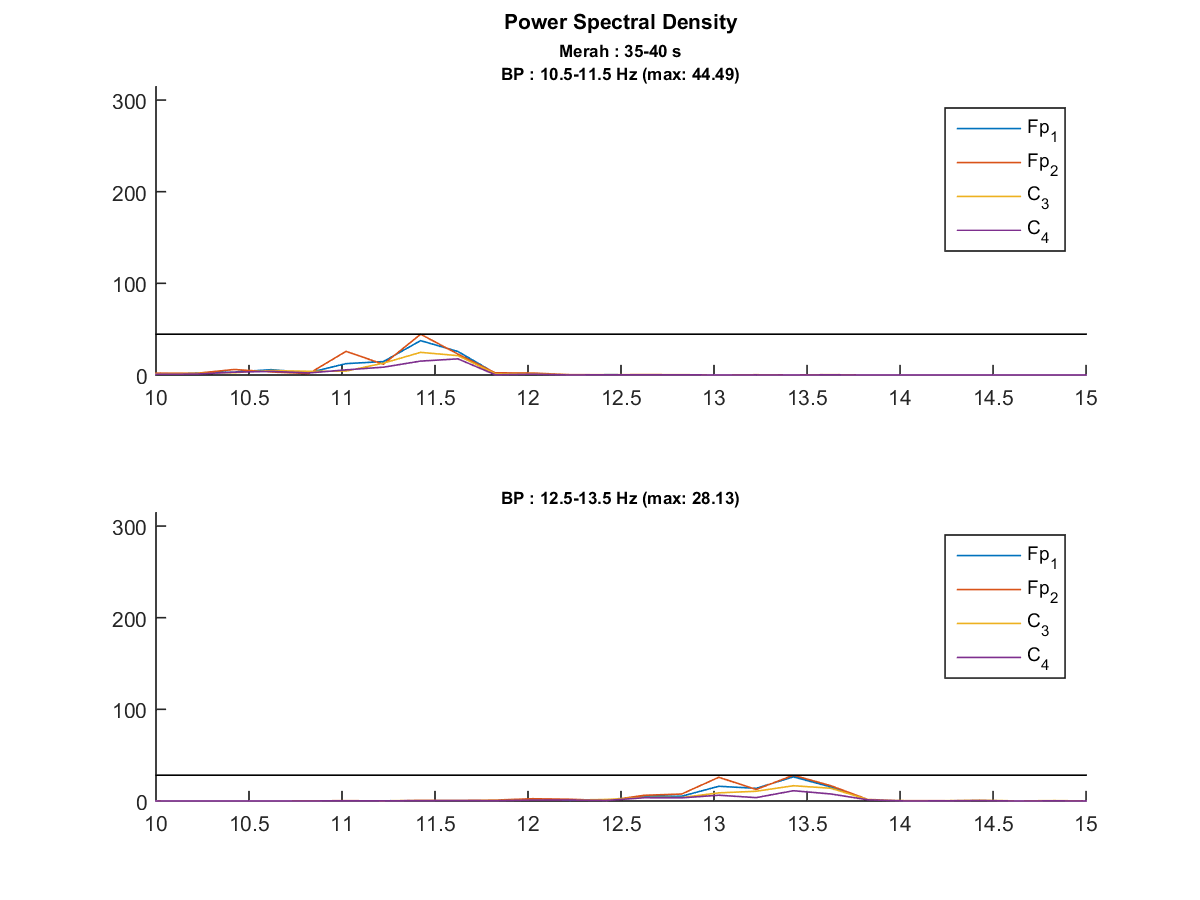 Power Spectral Density
Merah : 35-40 s
BP : 10.5-11.5 Hz (max: 44.49)
300
200
100
0
10 10.5 11 11.5 12 12.5 13 13.5 14 14.5 15
Fp1
Fp2
C3
C4
BP : 12.5-13.5 Hz (max: 28.13)
300
200
100
0
10 10.5 11 11.5 12 12.5 13 13.5 14 14.5 15
Fp1
Fp2
C3
C4